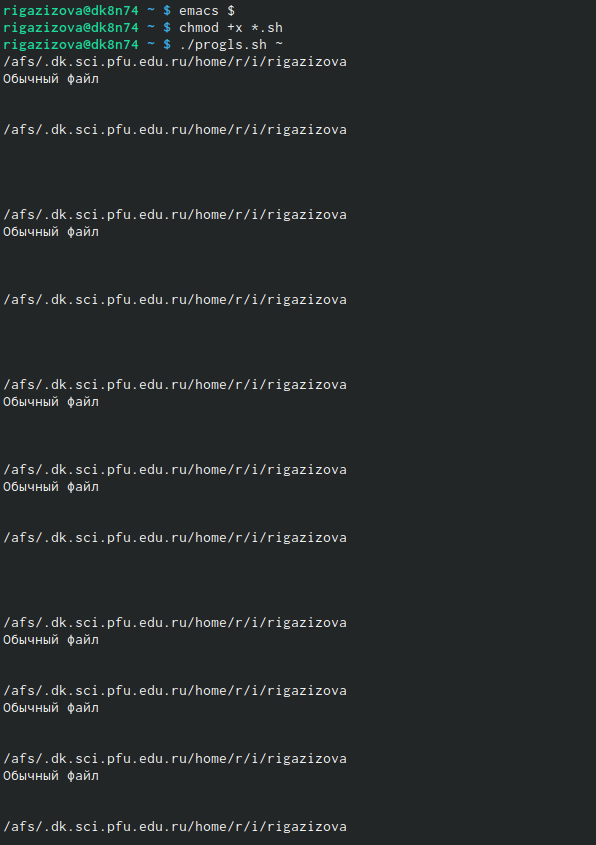 rigazizova@dk8n74 ~ $ emacs $
rigazizova@dk8n74 ~ $ chmod +x *.sh
rigazizova@dk8n74 ~ $ ./progls.sh ~
/afs/.dk.sci.pfu.edu.ru/home/r/i/rigazizova
Обычный файл
/afs/.dk.sci.pfu.edu.ru/home/r/i/rigazizova
/afs/.dk.sci.pfu.edu.ru/home/r/i/rigazizova
Обычный файл
/afs/.dk.sci.pfu.edu.ru/home/r/i/rigazizova
/afs/.dk.sci.pfu.edu.ru/home/r/i/rigazizova
Обычный файл
/afs/.dk.sci.pfu.edu.ru/home/r/i/rigazizova
Обычный файл
/afs/.dk.sci.pfu.edu.ru/home/r/i/rigazizova
/afs/.dk.sci.pfu.edu.ru/home/r/i/rigazizova
Обычный файл
/afs/.dk.sci.pfu.edu.ru/home/r/i/rigazizova
Обычный файл
/afs/.dk.sci.pfu.edu.ru/home/r/i/rigazizova
Обычный файл
/afs/.dk.sci.pfu.edu.ru/home/r/i/rigazizova